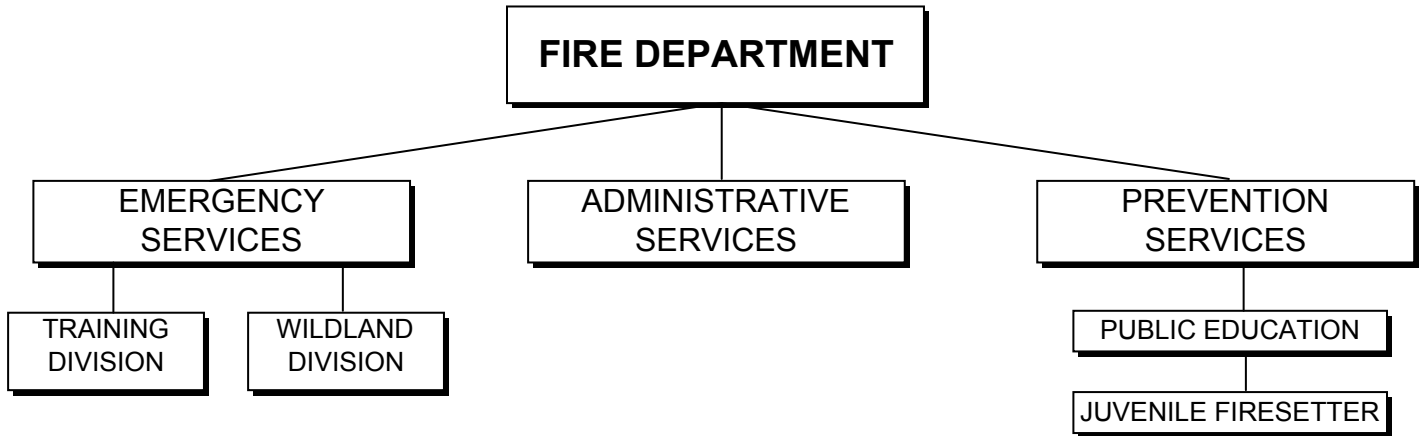 FIRE DEPARTMENT
EMERGENCY
SERVICES
ADMINISTRATIVE
SERVICES
PREVENTION
SERVICES
TRAINING
DIVISION
WILDLAND
DIVISION
PUBLIC EDUCATION
JUVENILE FIRESETTER